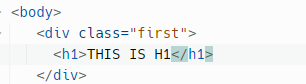 <body>
<div class="first">
<h1>THIS IS H1</h1>
</div>